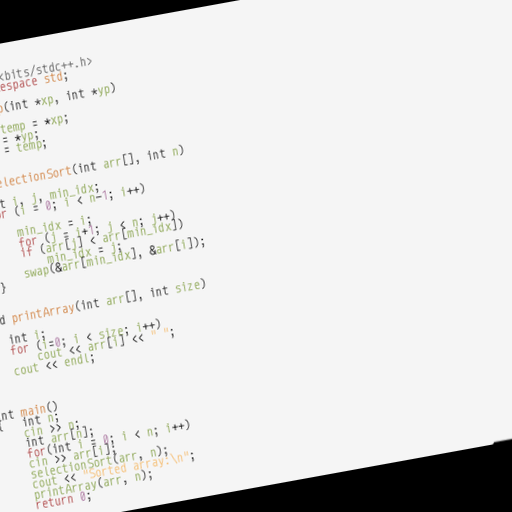 <bits/stdc++.h>
espace std;
p(int *xp, int *yp)
temp = *xp;
= *yp;
= temp;
electionSort(int arr[], int n)
t i, j, min_idx;
or (i = 0; i < n-1; i++)
min_idx = i;
for (j = i+1; j < n; j++)
if (arr[j] < arr[min_idx])
min_idx = j;
swap(&arr[min_idx], &arr[i]);
}
d printArray(int arr[], int size)
int i;
for (i=0; i < size; i++)
cout << arr[i] << " ";
cout << endl;
int main()
{ int n;
cin >> n;
int arr[n];
for(int i = 0; i < n; i++)
cin >> arr[i];
selectionSort(arr, n);
cout << "Sorted array:\n";
printArray(arr, n);
return 0;